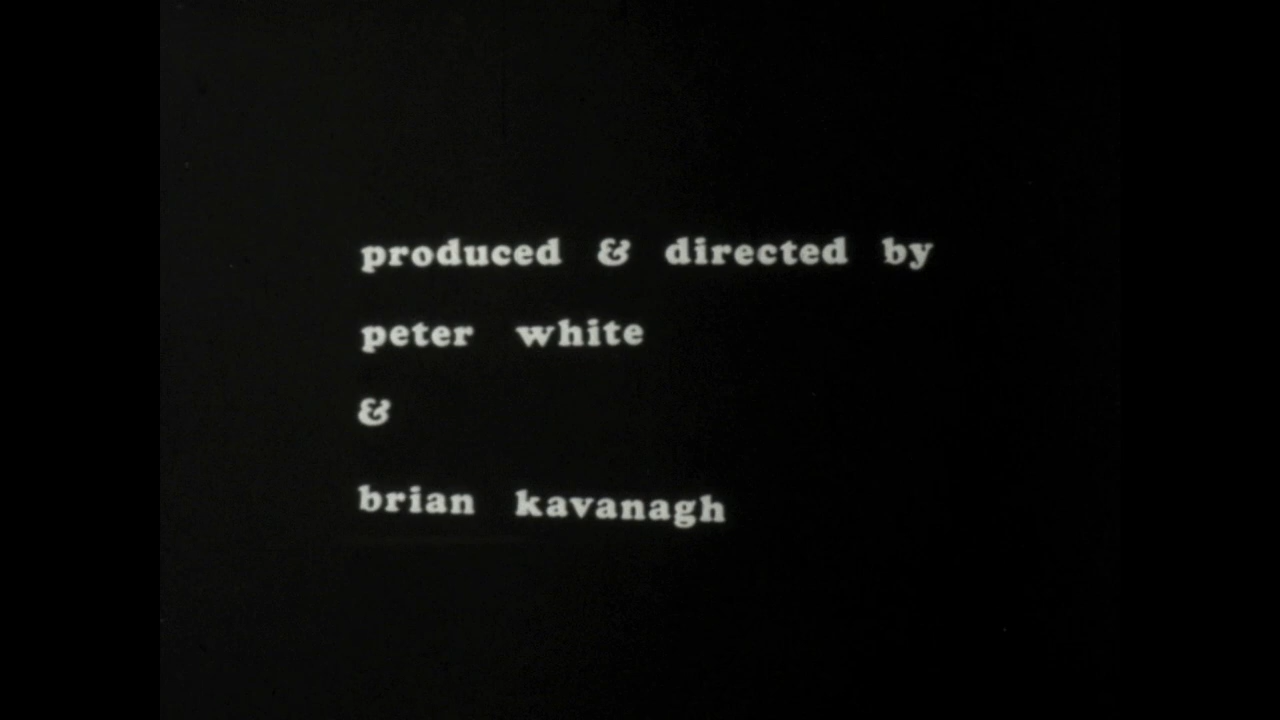 produced & directed by
peter white
&
brian kavanagh